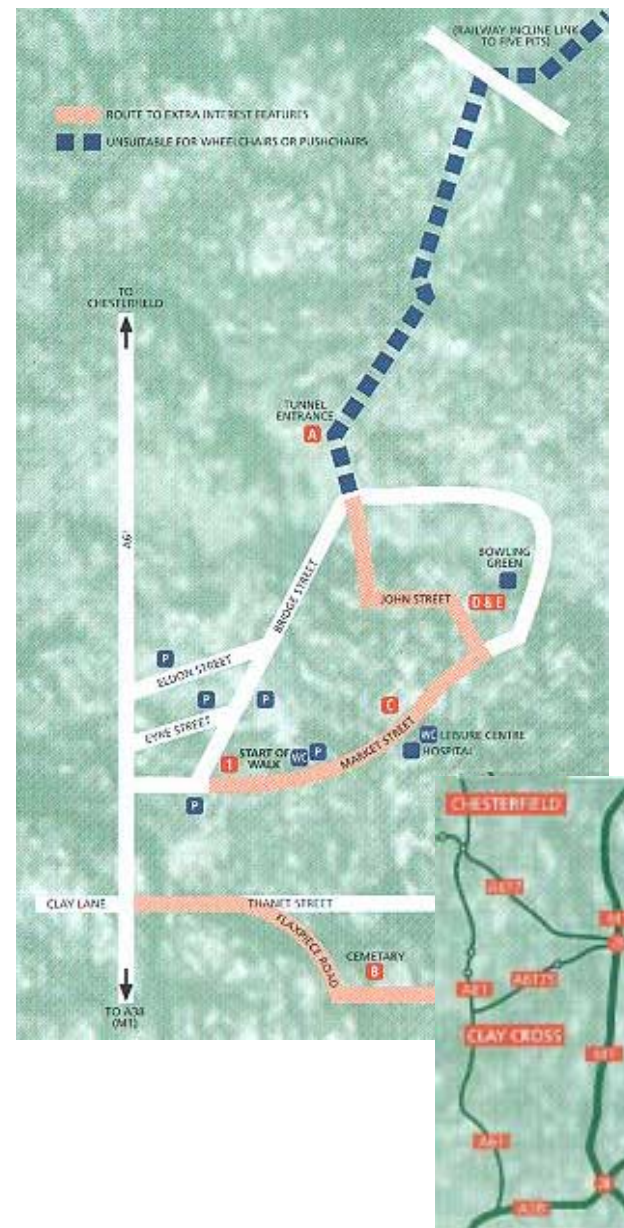 (RAILWAY INCLINE LINK
TO FIVE PITS)
ROUTE TO EXTRA INTEREST FEATURES
UNSUITABLE FOR WHEELCHAIRS OR PUSHCHAIRS
TO
CHESTERFIELD
TUNNEL
ENTRANCE
A
A61
BRIDGE STREET
BOWLING
GREEN
JOHN STREET
D & E
P
ELDON STREET
P
P
EYRE STREET
C
MARKET STREET
WC LEISURE CENTRE
HOSPITAL
1
START OF
WALK
WC
P
P
CLAY LANE
THANET STREET
FLAXPIECE ROAD
CEMETARY
B
TO A38
(M1)
CHESTERFIELD
A617
A61
A6175
CLAY CROSS
A61
A38